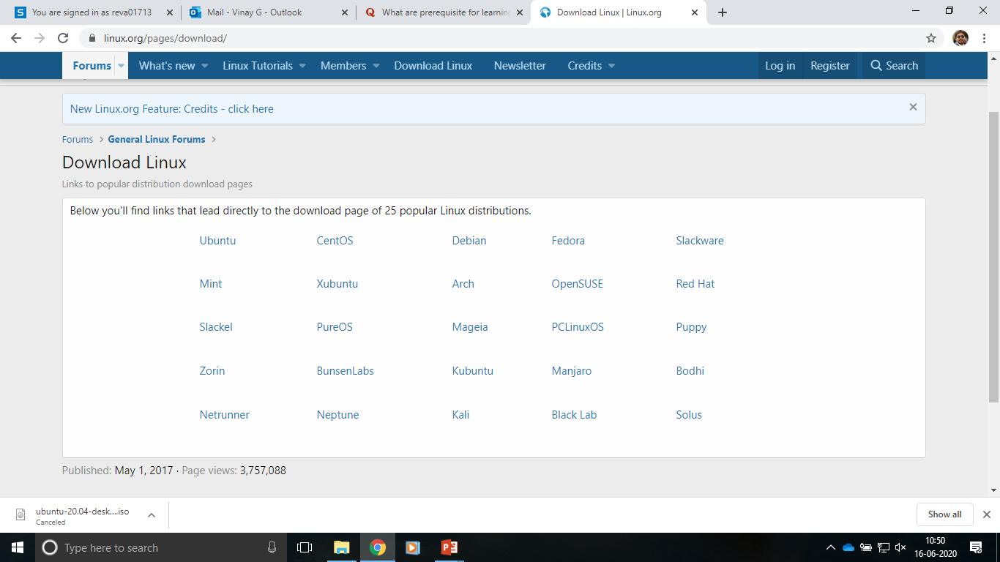 You are signed in as reva01713
Mail - Vinay G - Outlook
What are prerequisite for learnin
Download Linux | Linux.org
linux.org/pages/download/
Forums What's new Linux Tutorials Members Download Linux Newsletter Credits Log in Register Search
New Linux.org Feature: Credits - click here
Forums > General Linux Forums >
Download Linux
Links to popular distribution download pages
Below you'll find links that lead directly to the download page of 25 popular Linux distributions.
Ubuntu CentOS Debian Fedora Slackware
Mint Xubuntu Arch OpenSUSE Red Hat
Slackel PureOS Mageia PCLinuxOS Puppy
Zorin BunsenLabs Kubuntu Manjaro Bodhi
Netrunner Neptune Kali Black Lab Solus
Published: May 1, 2017 · Page views: 3,757,088
ubuntu-20.04-desk....iso
Canceled
Show all
Type here to search
10:50
16-06-2020